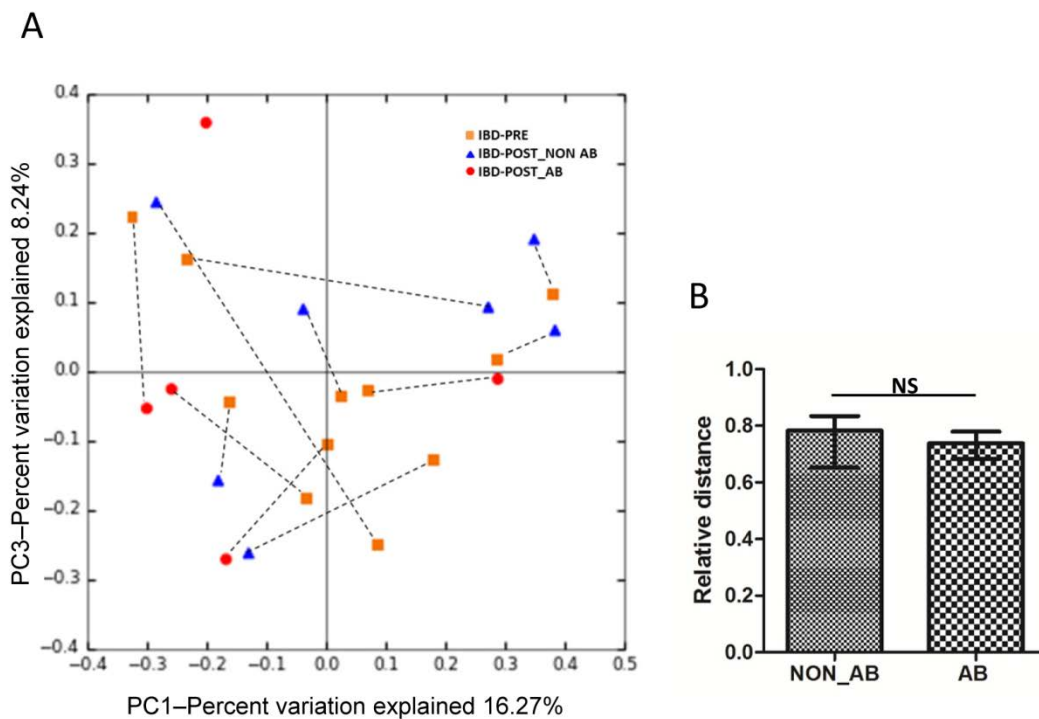 A
0.4
0.3
0.2
0.1
0.0
−0.1
−0.2
−0.3
−0.4
PC3–Percent variation explained 8.24%
IBD-PRE
IBD-POST_NON AB
IBD-POST_AB
−0.4 −0.3 −0.2 −0.1 0.0 0.1 0.2 0.3 0.4 0.5
PC1–Percent variation explained 16.27%
B
Relative distance
1.0
0.8
0.6
0.4
0.2
0.0
NS
NON_AB AB